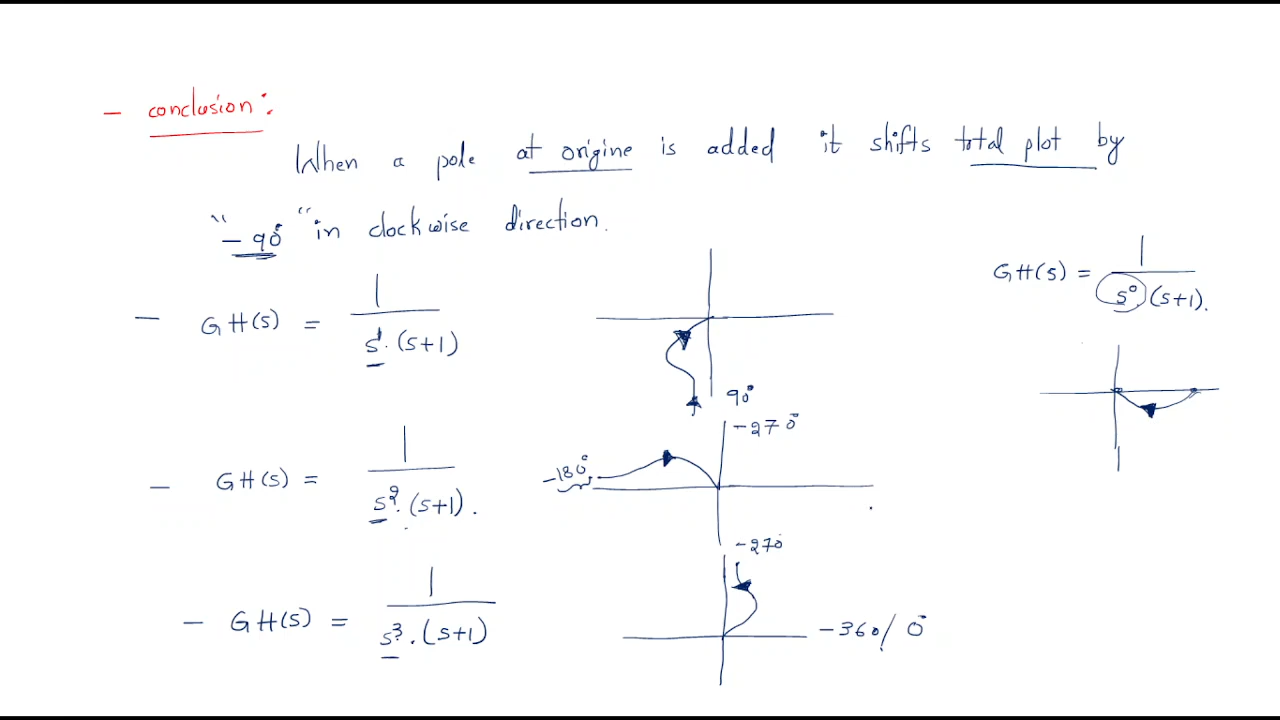 - conclusion:
When a pole at origine is added it shifts total plot by
"-90°" in clockwise direction.
GH(s) = 1 / s⁰.(s+1).
- GH(s) = 1 / s¹.(s+1)
90°
- GH(s) = 1 / s².(s+1).
-180°
-270°
- GH(s) = 1 / s³.(s+1)
-270°
-360/0°